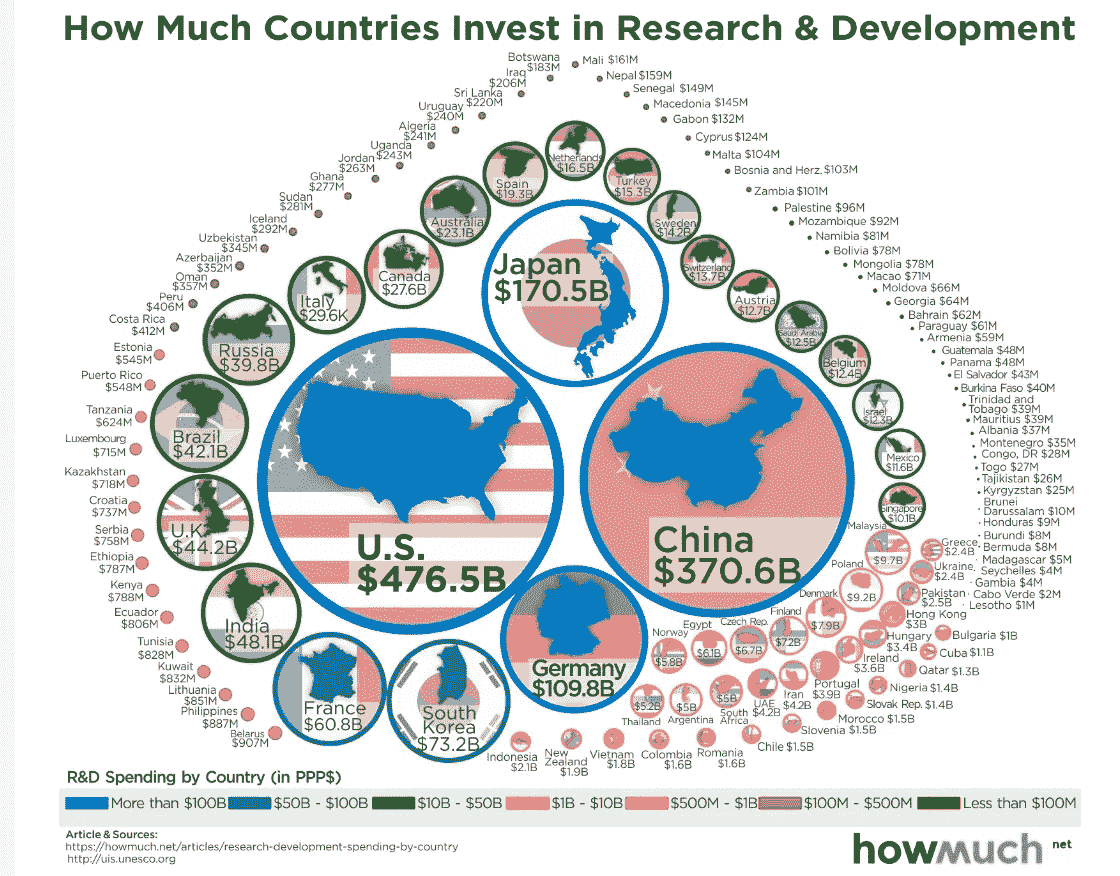 How Much Countries Invest in Research & Development
Botswana
$183M
Iraq
$206M
Sri Lanka
$220M
Uruguay
$240M
Algeria
$241M
Uganda
$243M
Jordan
$263M
Ghana
$277M
Sudan
$281M
Iceland
$292M
Uzbekistan
$345M
Azerbaijan
$352M
Oman
$357M
Peru
$406M
Costa Rica
$412M
Estonia
$545M
Puerto Rico
$548M
Tanzania
$624M
Luxembourg
$715M
Kazakhstan
$718M
Croatia
$737M
Serbia
$758M
Ethiopia
$787M
Kenya
$788M
Ecuador
$806M
Tunisia
$828M
Kuwait
$832M
Lithuania
$851M
Philippines
$887M
Belarus
$907M
Mali $161M
Nepal $159M
Senegal $149M
Macedonia $145M
Gabon $132M
Cyprus $124M
Malta $104M
Bosnia and Herz. $103M
Zambia $101M
Palestine $96M
Mozambique $92M
Namibia $81M
Bolivia $78M
Mongolia $78M
Macao $71M
Moldova $66M
Georgia $64M
Bahrain $62M
Paraguay $61M
Armenia $59M
Guatemala $48M
Panama $48M
El Salvador $43M
Burkina Faso $40M
Trinidad and
Tobago $39M
Mauritius $39M
Albania $37M
Montenegro $35M
Congo, DR $28M
Togo $27M
Tajikistan $26M
Kyrgyzstan $25M
Brunei
Darussalam $10M
Honduras $9M
Burundi $8M
Bermuda $8M
Madagascar $5M
Seychelles $4M
Gambia $4M
Cabo Verde $2M
Lesotho $1M
Netherlands
$16.5B
Spain
$19.3B
Turkey
$15.3B
Australia
$23.1B
Sweden
$14.2B
Canada
$27.6B
Switzerland
$13.7B
Italy
$29.6K
Austria
$12.7B
Russia
$39.8B
Saudi Arabia
$12.5B
Belgium
$12.4B
Brazil
$42.1B
Israel
$12.3B
U.K.
$44.2B
Mexico
$11.6B
India
$48.1B
Singapore
$10.1B
Japan
$170.5B
U.S.
$476.5B
China
$370.6B
Germany
$109.8B
France
$60.8B
South
Korea
$73.2B
Malaysia
$9.7B
Poland
$9.2B
Denmark
$7.9B
Finland
$7.2B
Czech Rep.
$6.7B
Egypt
$6.1B
Norway
$5.8B
Greece
$2.4B
Ukraine
$2.4B
Pakistan
$2.5B
Hong Kong
$3B
Hungary
$3.4B
Ireland
$3.6B
Portugal
$3.9B
Iran
$4.2B
UAE
$4.2B
$5B
South
Africa
$5B
Argentina
$5.2B
Thailand
Bulgaria $1B
Cuba $1.1B
Qatar $1.3B
Nigeria $1.4B
Slovak Rep. $1.4B
Morocco $1.5B
Slovenia $1.5B
Chile $1.5B
Romania
$1.6B
Colombia
$1.6B
Vietnam
$1.8B
New
Zealand
$1.9B
Indonesia
$2.1B
R&D Spending by Country (in PPP$)
More than $100B
$50B - $100B
$10B - $50B
$1B - $10B
$500M - $1B
$100M - $500M
Less than $100M
Article & Sources:
https://howmuch.net/articles/research-development-spending-by-country
http://uis.unesco.org
howmuch net